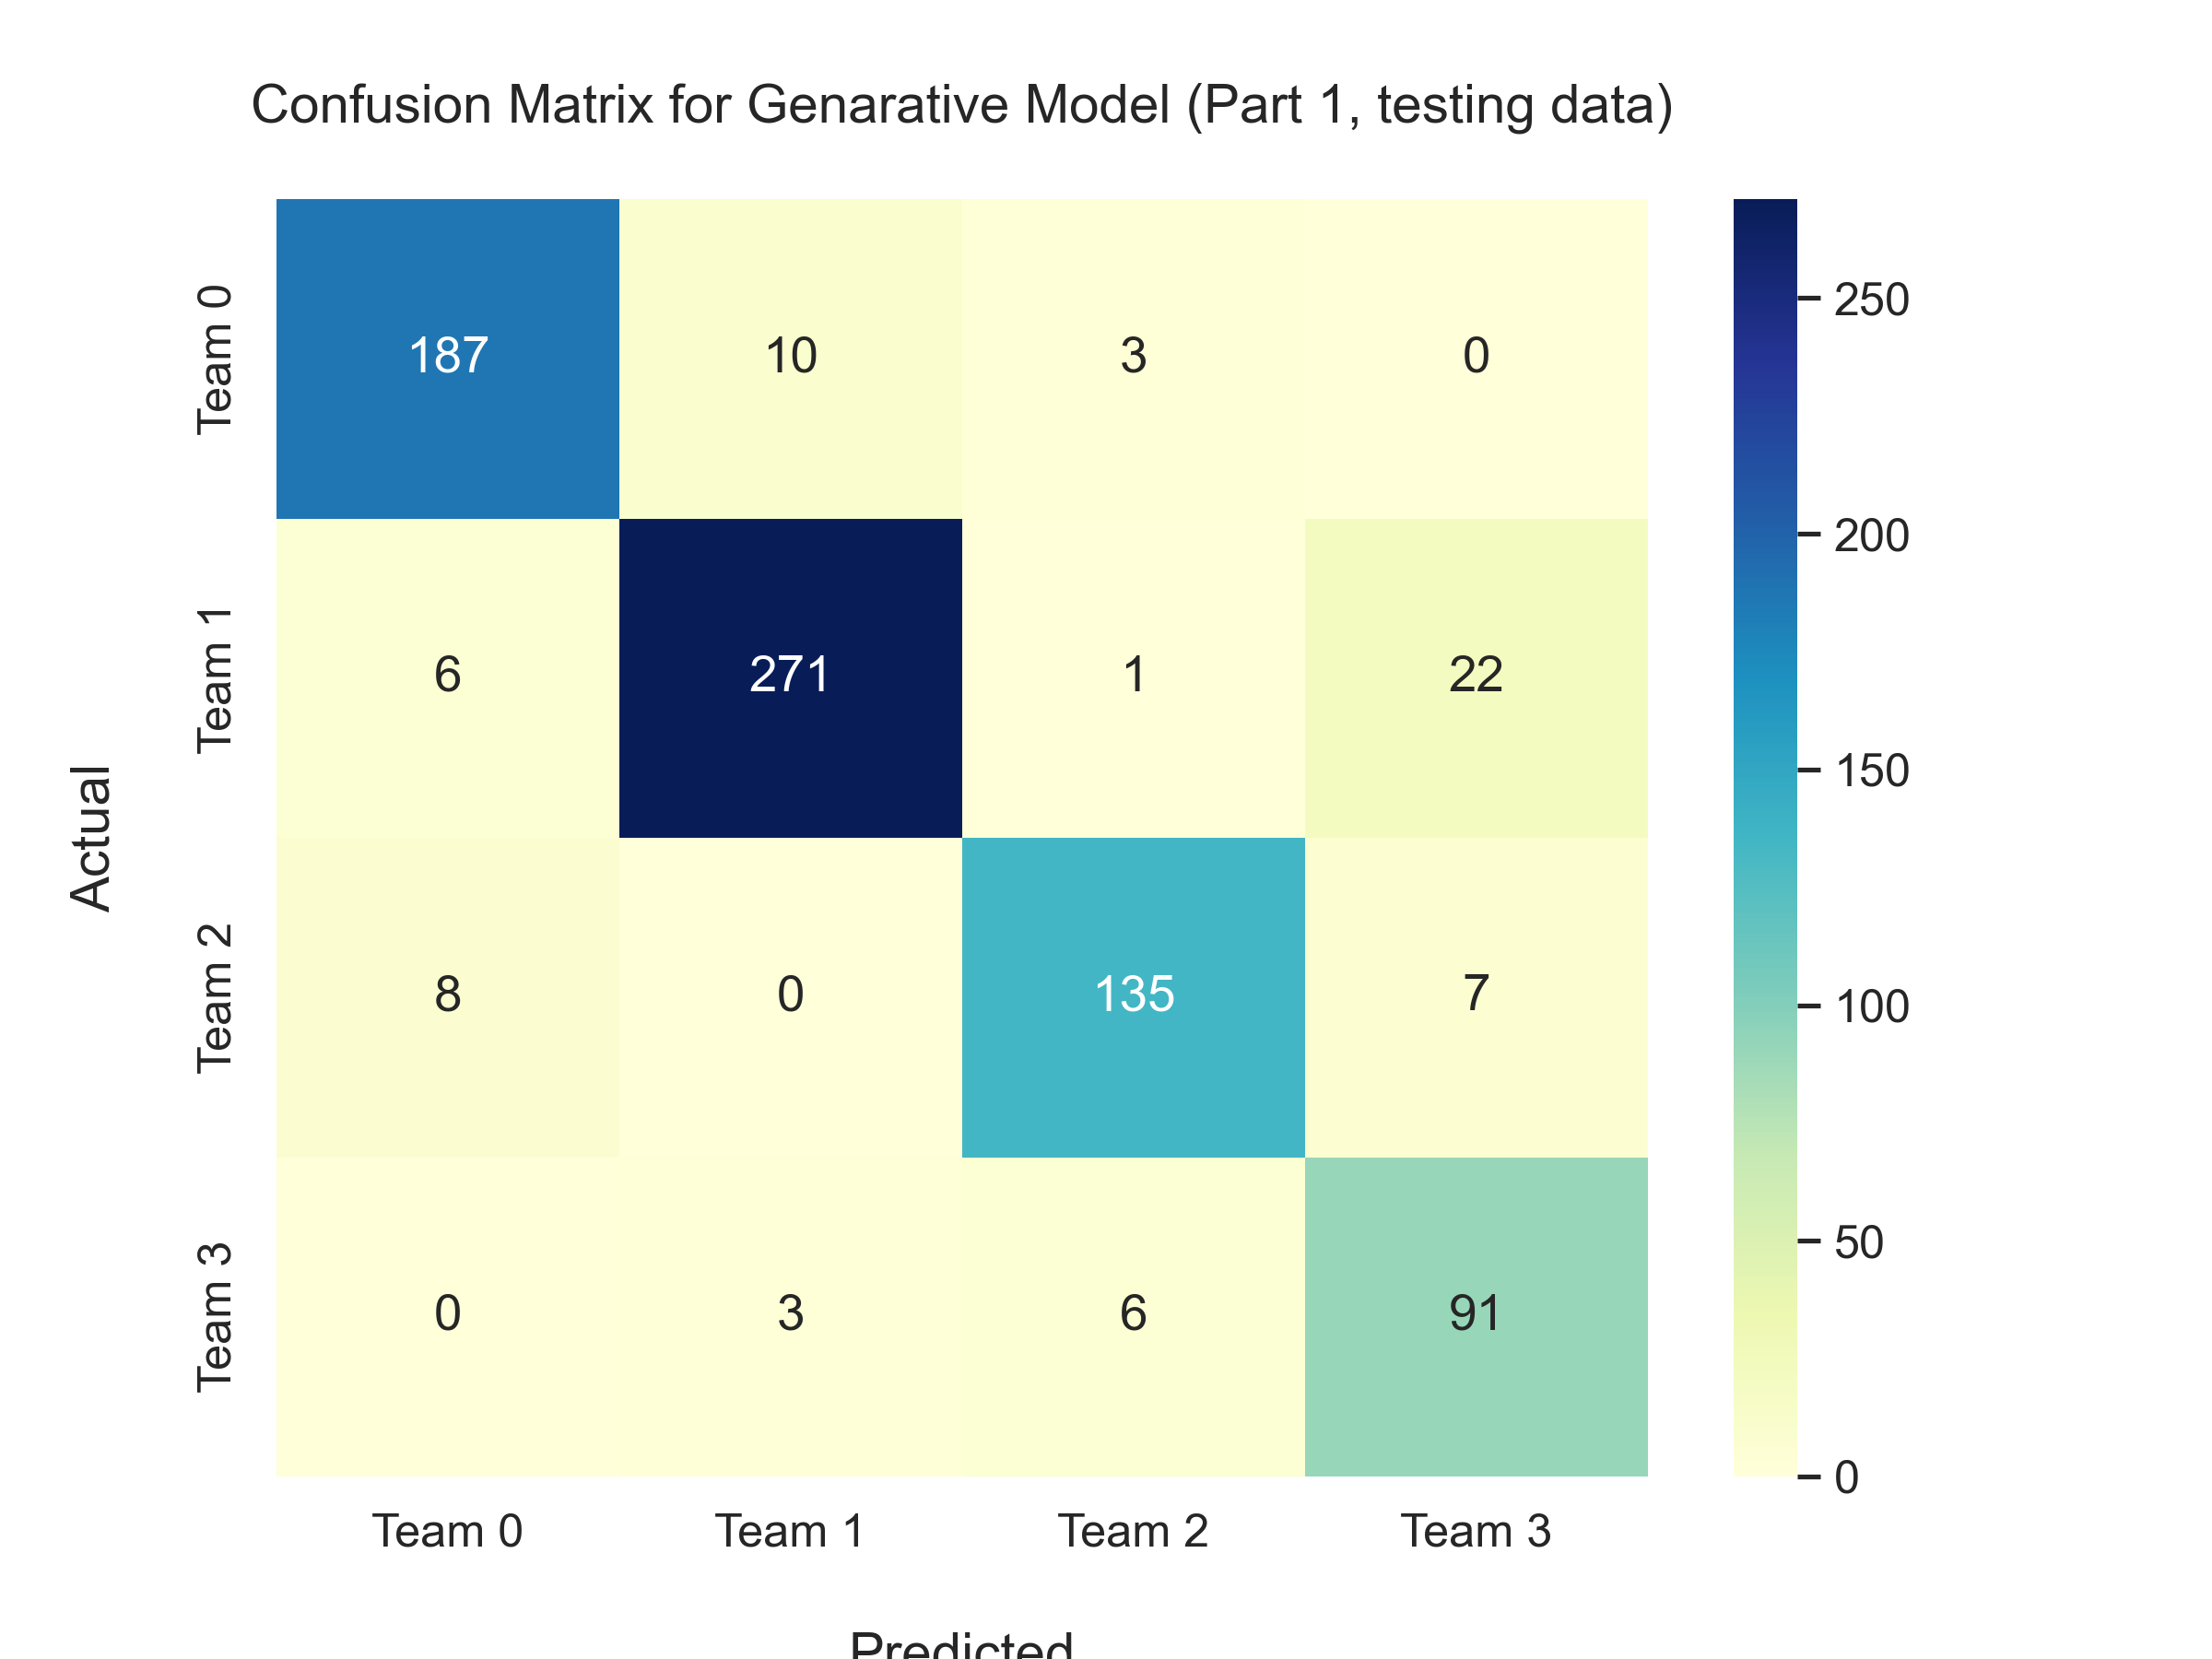 Confusion Matrix for Genarative Model (Part 1, testing data)
Actual
Team 0
187 10 3 0
Team 1
6 271 1 22
Team 2
8 0 135 7
Team 3
0 3 6 91
Team 0 Team 1 Team 2 Team 3
Predicted
250
200
150
100
50
0